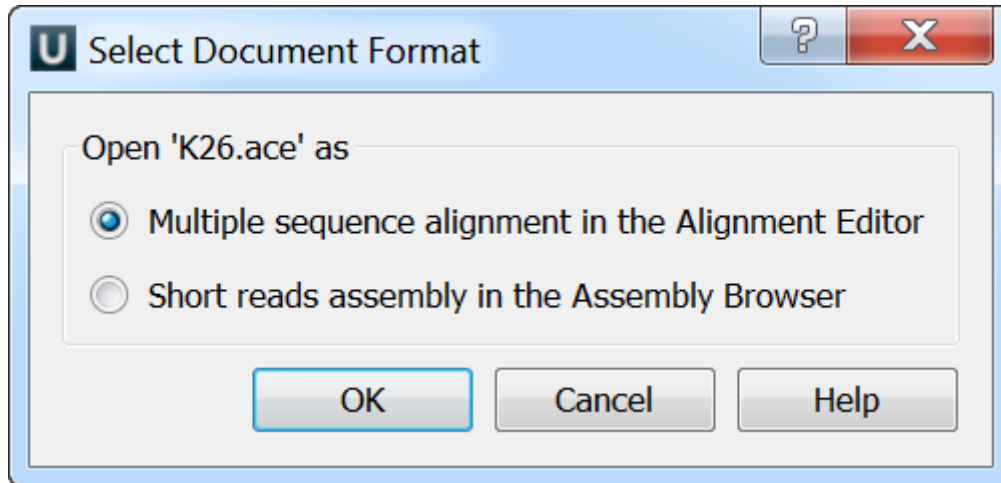 U Select Document Format ?
Open 'K26.ace' as
Multiple sequence alignment in the Alignment Editor
Short reads assembly in the Assembly Browser
OK Cancel Help